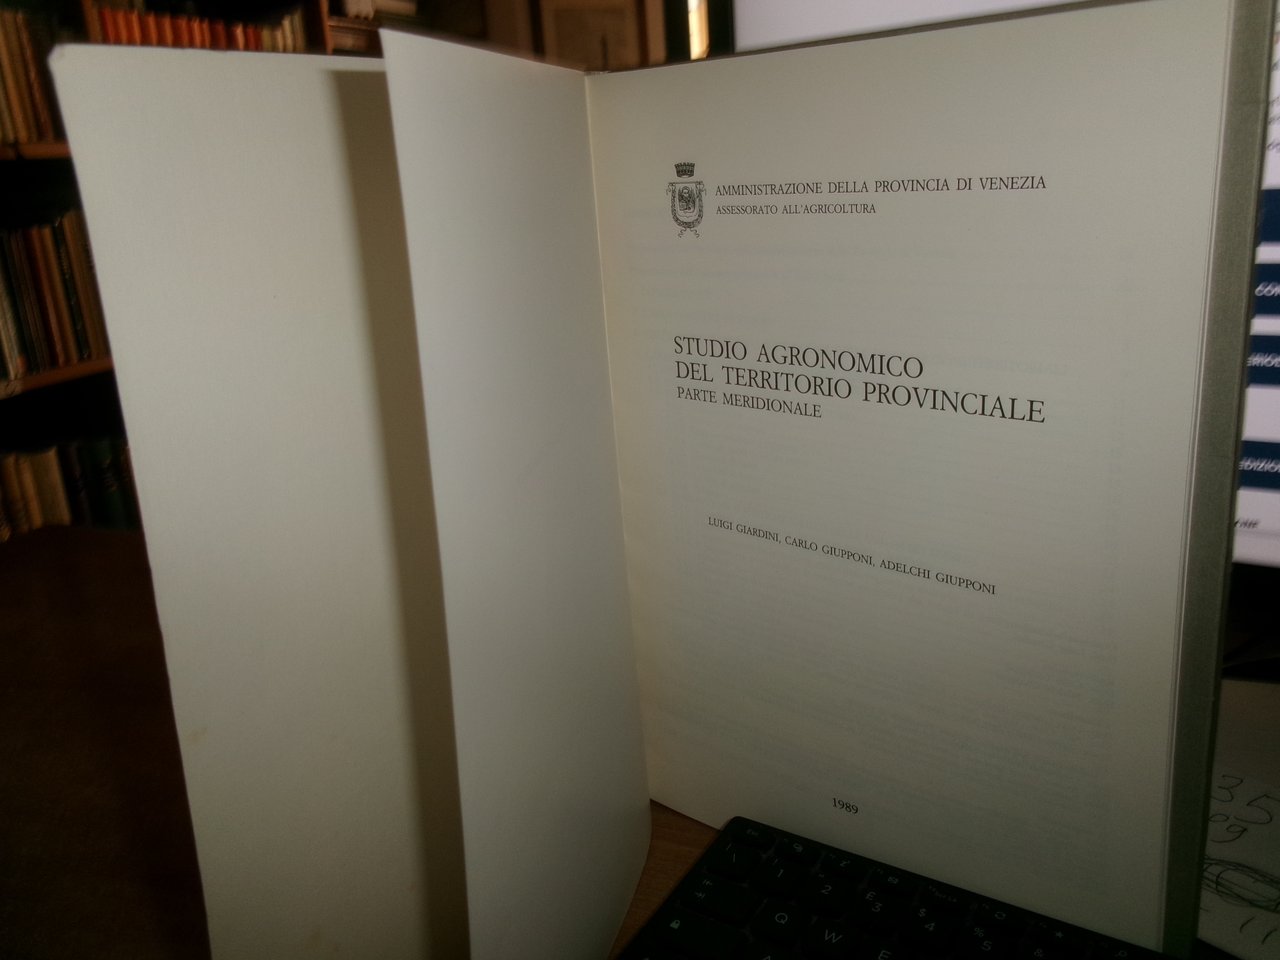 AMMINISTRAZIONE DELLA PROVINCIA DI VENEZIA
ASSESSORATO ALL'AGRICOLTURA
STUDIO AGRONOMICO
DEL TERRITORIO PROVINCIALE
PARTE MERIDIONALE
LUIGI GIARDINI, CARLO GIUPPONI, ADELCHI GIUPPONI
1989